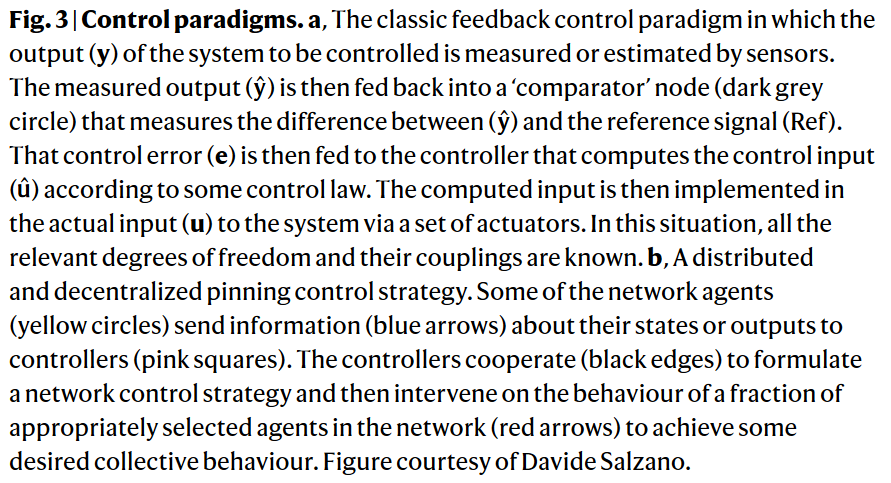 Fig. 3 | Control paradigms. a, The classic feedback control paradigm in which the
output (y) of the system to be controlled is measured or estimated by sensors.
The measured output (ŷ) is then fed back into a ‘comparator’ node (dark grey
circle) that measures the difference between (ŷ) and the reference signal (Ref).
That control error (e) is then fed to the controller that computes the control input
(û) according to some control law. The computed input is then implemented in
the actual input (u) to the system via a set of actuators. In this situation, all the
relevant degrees of freedom and their couplings are known. b, A distributed
and decentralized pinning control strategy. Some of the network agents
(yellow circles) send information (blue arrows) about their states or outputs to
controllers (pink squares). The controllers cooperate (black edges) to formulate
a network control strategy and then intervene on the behaviour of a fraction of
appropriately selected agents in the network (red arrows) to achieve some
desired collective behaviour. Figure courtesy of Davide Salzano.